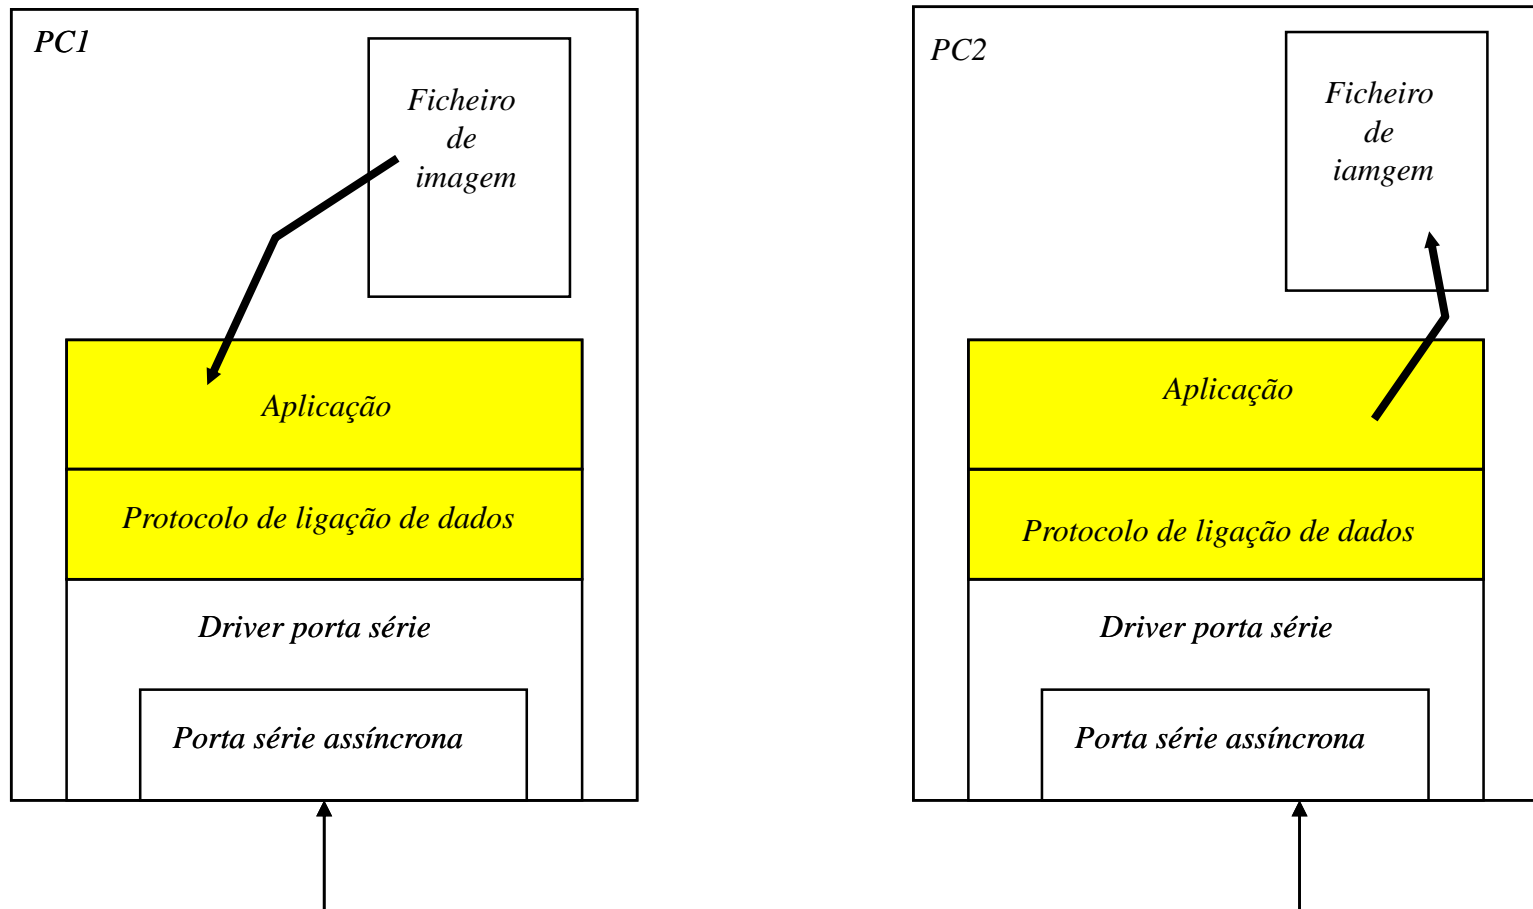 PC1
Ficheiro
de
imagem
Aplicação
Protocolo de ligação de dados
Driver porta série
Porta série assíncrona
PC2
Ficheiro
de
iamgem
Aplicação
Protocolo de ligação de dados
Driver porta série
Porta série assíncrona